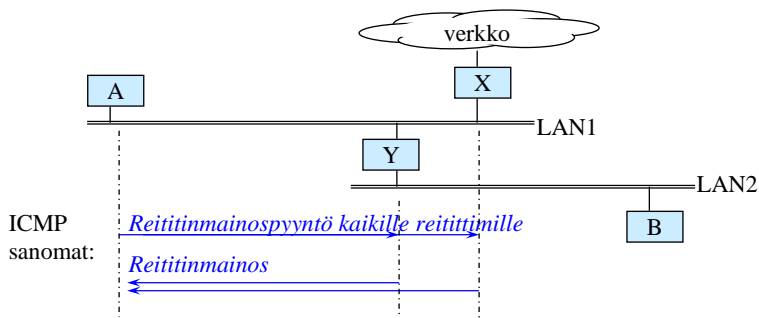 verkko
A
X
LAN1
Y
LAN2
B
ICMP
sanomat:
Reititinmainospyyntö kaikille reitittimille
Reititinmainos